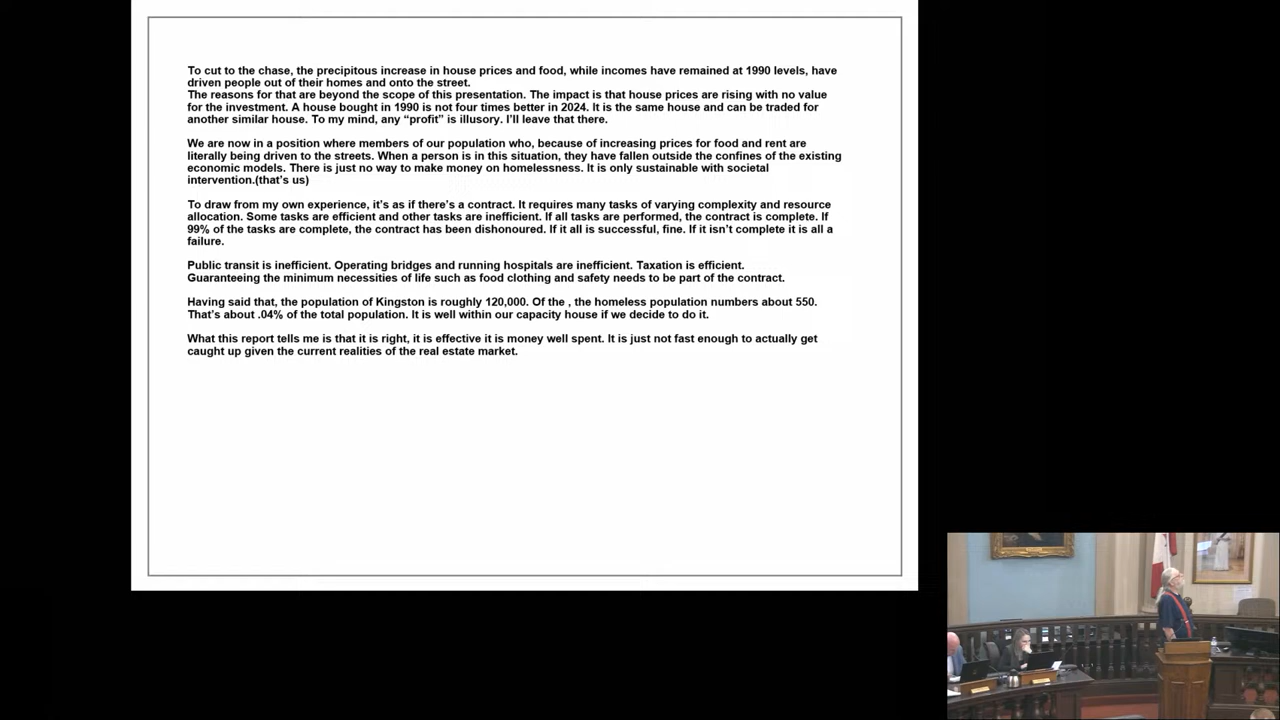 To cut to the chase, the precipitous increase in house prices and food, while incomes have remained at 1990 levels, have
driven people out of their homes and onto the street.
The reasons for that are beyond the scope of this presentation. The impact is that house prices are rising with no value
for the investment. A house bought in 1990 is not four times better in 2024. It is the same house and can be traded for
another similar house. To my mind, any “profit” is illusory. I’ll leave that there.
We are now in a position where members of our population who, because of increasing prices for food and rent are
literally being driven to the streets. When a person is in this situation, they have fallen outside the confines of the existing
economic models. There is just no way to make money on homelessness. It is only sustainable with societal
intervention.(that’s us)
To draw from my own experience, it’s as if there’s a contract. It requires many tasks of varying complexity and resource
allocation. Some tasks are efficient and other tasks are inefficient. If all tasks are performed, the contract is complete. If
99% of the tasks are complete, the contract has been dishonoured. If it all is successful, fine. If it isn’t complete it is all a
failure.
Public transit is inefficient. Operating bridges and running hospitals are inefficient. Taxation is efficient.
Guaranteeing the minimum necessities of life such as food clothing and safety needs to be part of the contract.
Having said that, the population of Kingston is roughly 120,000. Of the , the homeless population numbers about 550.
That’s about .04% of the total population. It is well within our capacity house if we decide to do it.
What this report tells me is that it is right, it is effective it is money well spent. It is just not fast enough to actually get
caught up given the current realities of the real estate market.